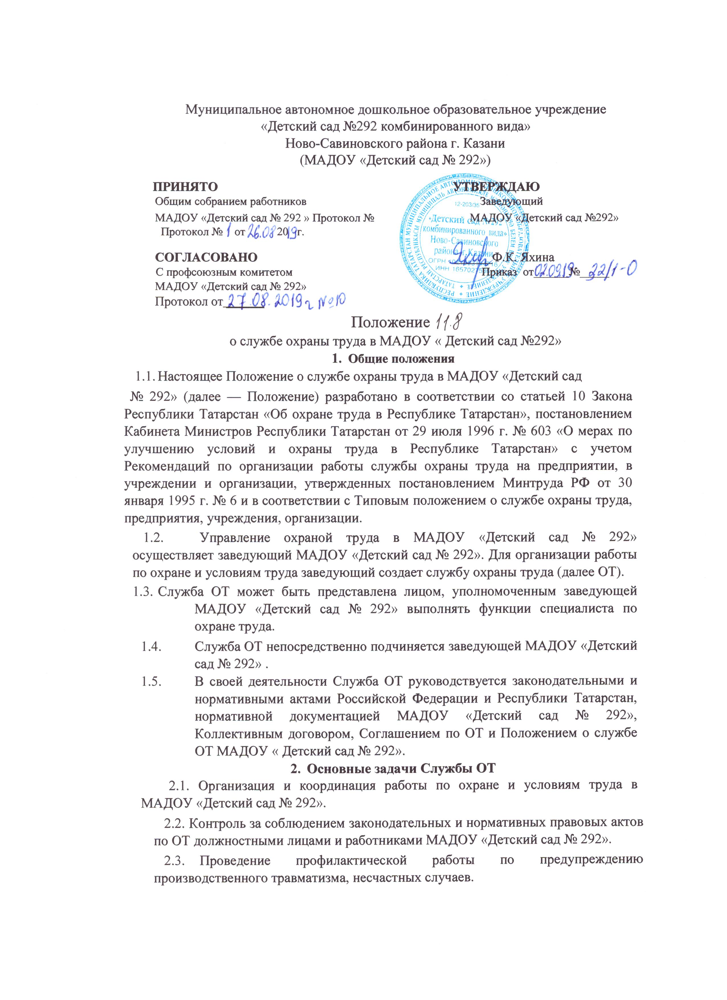 Муниципальное автономное дошкольное образовательное учреждение
«Детский сад №292 комбинированного вида»
Ново-Савиновского района г. Казани
(МАДОУ «Детский сад № 292»)
ПРИНЯТО
Общим собранием работников
МАДОУ «Детский сад № 292 » Протокол №
Протокол № 1 от 26.08 2019г.
СОГЛАСОВАНО
С профсоюзным комитетом
МАДОУ «Детский сад № 292»
Протокол от 27.08.2019 г №10
УТВЕРЖДАЮ
Заведующий
МАДОУ «Детский сад №292»
Ф.К. Яхина
Приказ от 02.09.19 № 32/1-О
12-203/35
«Детский сад №292
комбинированного вида»
Ново-Савиновского
района г. Казани
ОГРН
ИНН
Положение 11.8
о службе охраны труда в МАДОУ « Детский сад №292»
1. Общие положения
1.1. Настоящее Положение о службе охраны труда в МАДОУ «Детский сад
№ 292» (далее — Положение) разработано в соответствии со статьей 10 Закона
Республики Татарстан «Об охране труда в Республике Татарстан», постановлением
Кабинета Министров Республики Татарстан от 29 июля 1996 г. № 603 «О мерах по
улучшению условий и охраны труда в Республике Татарстан» с учетом
Рекомендаций по организации работы службы охраны труда на предприятии, в
учреждении и организации, утвержденных постановлением Минтруда РФ от 30
января 1995 г. № 6 и в соответствии с Типовым положением о службе охраны труда,
предприятия, учреждения, организации.
1.2. Управление охраной труда в МАДОУ «Детский сад № 292»
осуществляет заведующий МАДОУ «Детский сад № 292». Для организации работы
по охране и условиям труда заведующий создает службу охраны труда (далее ОТ).
1.3. Служба ОТ может быть представлена лицом, уполномоченным заведующей
МАДОУ «Детский сад № 292» выполнять функции специалиста по
охране труда.
1.4. Служба ОТ непосредственно подчиняется заведующей МАДОУ «Детский
сад № 292» .
1.5. В своей деятельности Служба ОТ руководствуется законодательными и
нормативными актами Российской Федерации и Республики Татарстан,
нормативной документацией МАДОУ «Детский сад № 292»,
Коллективным договором, Соглашением по ОТ и Положением о службе
ОТ МАДОУ « Детский сад № 292».
2. Основные задачи Службы ОТ
2.1. Организация и координация работы по охране и условиям труда в
МАДОУ «Детский сад № 292».
2.2. Контроль за соблюдением законодательных и нормативных правовых актов
по ОТ должностными лицами и работниками МАДОУ «Детский сад № 292».
2.3. Проведение профилактической работы по предупреждению
производственного травматизма, несчастных случаев.